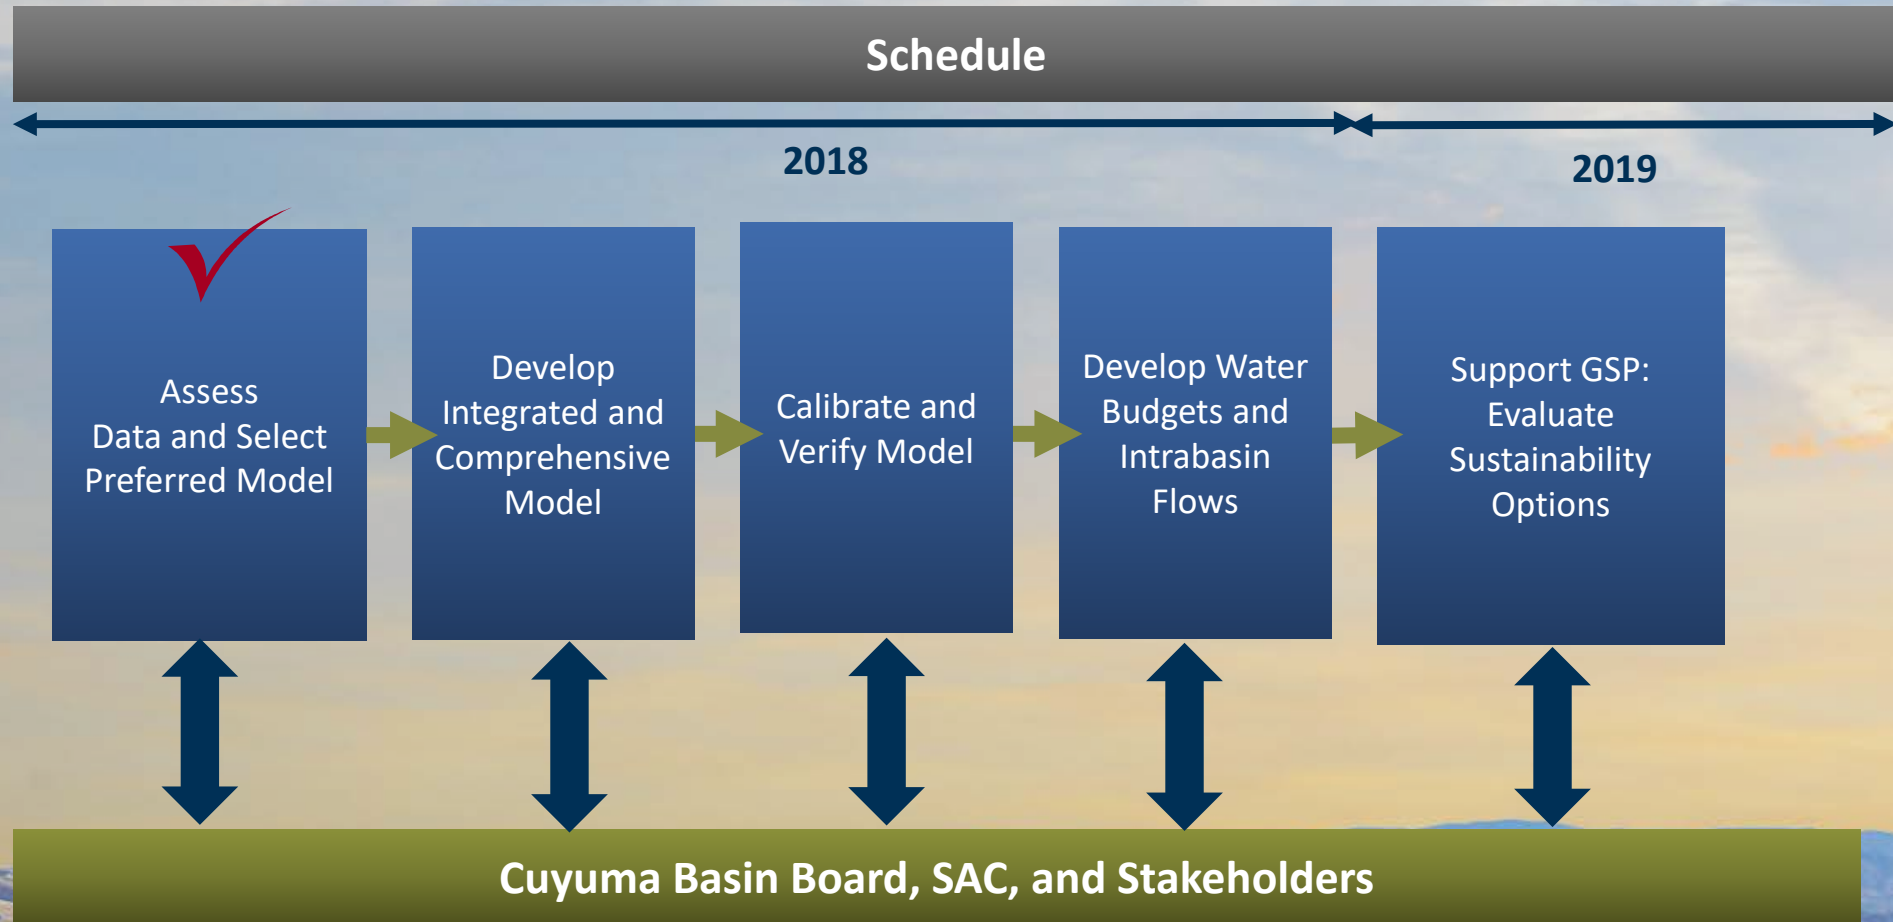 Schedule
2018
2019
Assess
Data and Select
Preferred Model
Develop
Integrated and
Comprehensive
Model
Calibrate and
Verify Model
Develop Water
Budgets and
Intrabasin
Flows
Support GSP:
Evaluate
Sustainability
Options
Cuyuma Basin Board, SAC, and Stakeholders